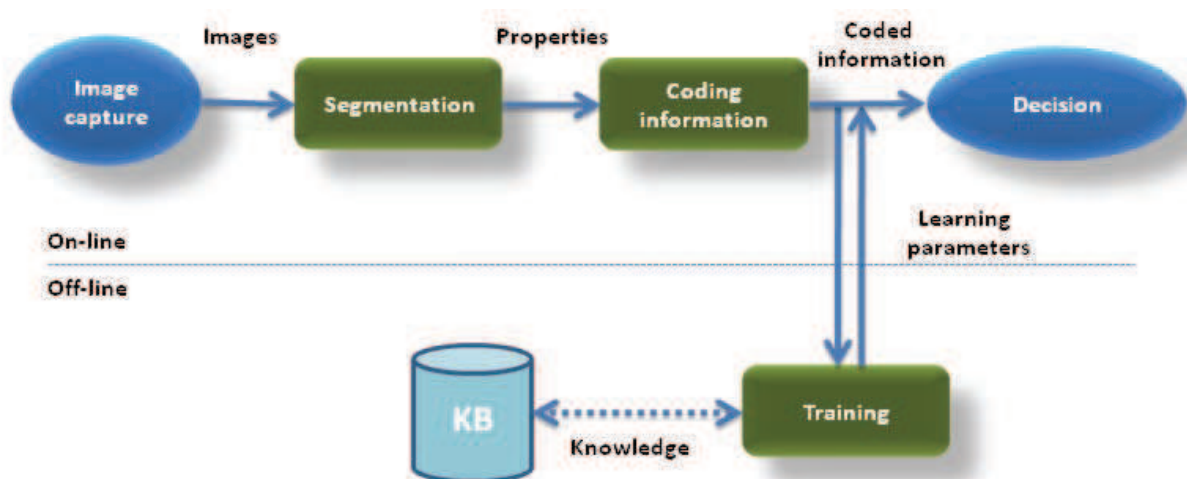 Images
Properties
Coded
information
Image
capture
Segmentation
Coding
information
Decision
Learning
parameters
On-line
Off-line
KB
Knowledge
Training